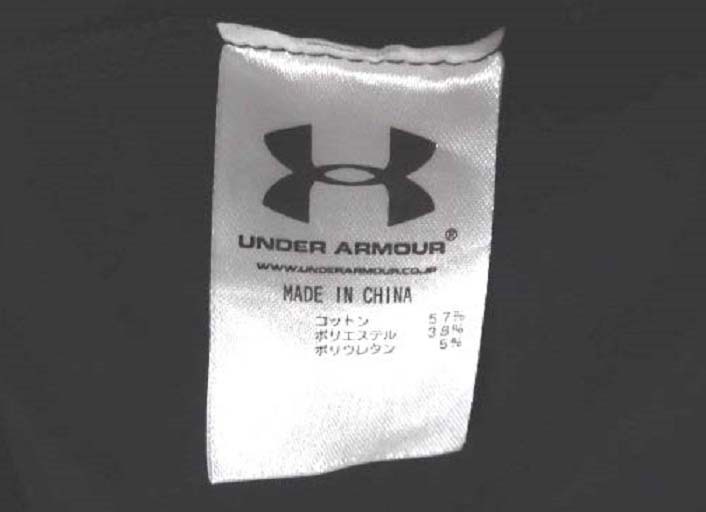 UNDER ARMOUR®
WWW.UNDERARMOUR.CO.JP
MADE IN CHINA
コットン 57%
ポリエステル 38%
ポリウレタン 5%